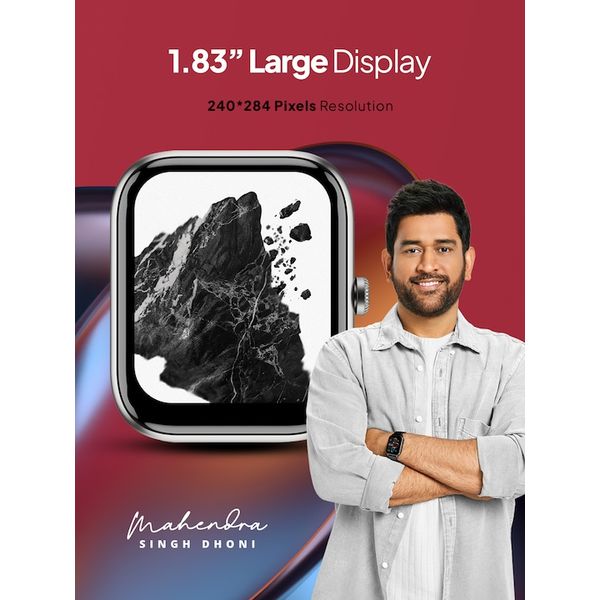 1.83” Large Display
240*284 Pixels Resolution
Mahendra
SINGH DHONI